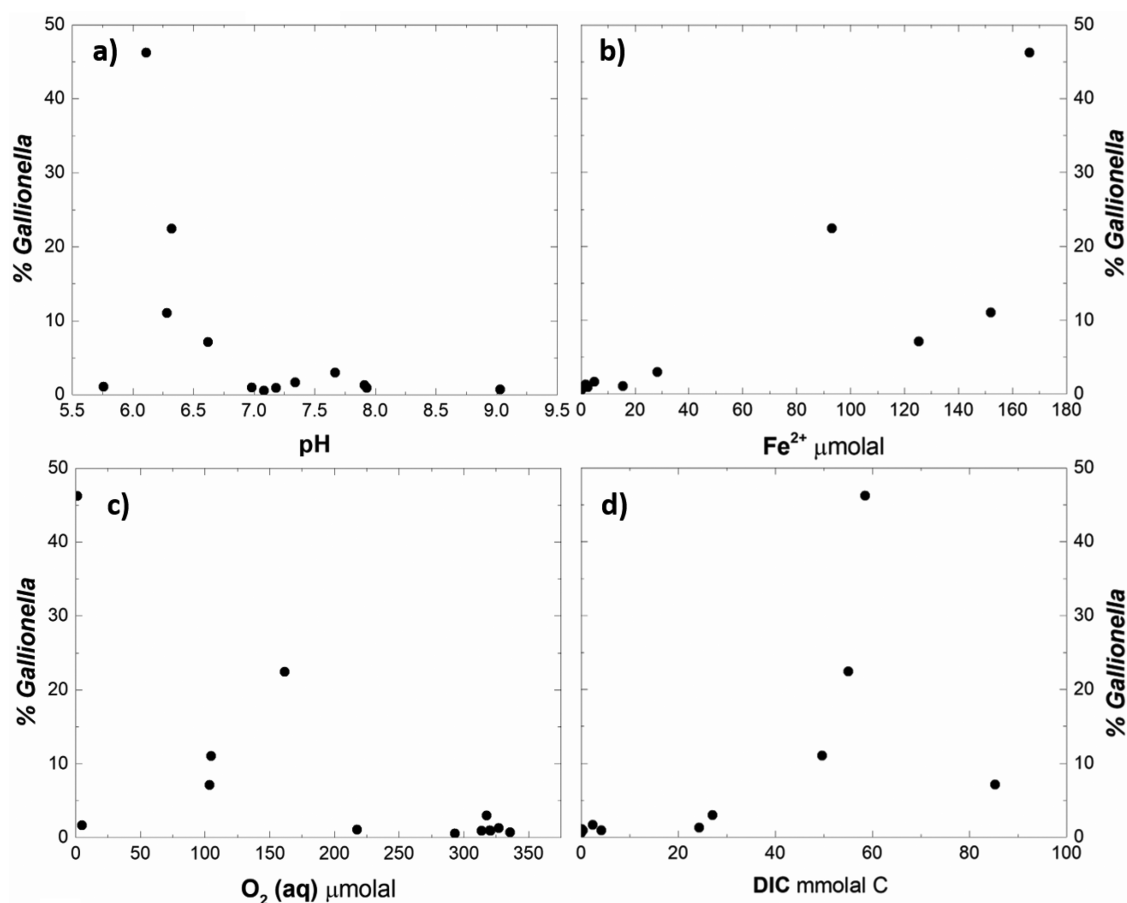 a)
50
40
30
20
10
0
% Gallionella
5.5 6.0 6.5 7.0 7.5 8.0 8.5 9.0 9.5
pH
b)
50
40
30
20
10
0
% Gallionella
0 20 40 60 80 100 120 140 160 180
Fe²⁺ μmolal
c)
50
40
30
20
10
0
% Gallionella
0 50 100 150 200 250 300 350
O₂ (aq) μmolal
d)
50
40
30
20
10
0
% Gallionella
0 20 40 60 80 100
DIC mmolal C